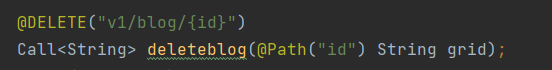 @DELETE("v1/blog/{id}")
Call<String> deleteblog(@Path("id") String grid);